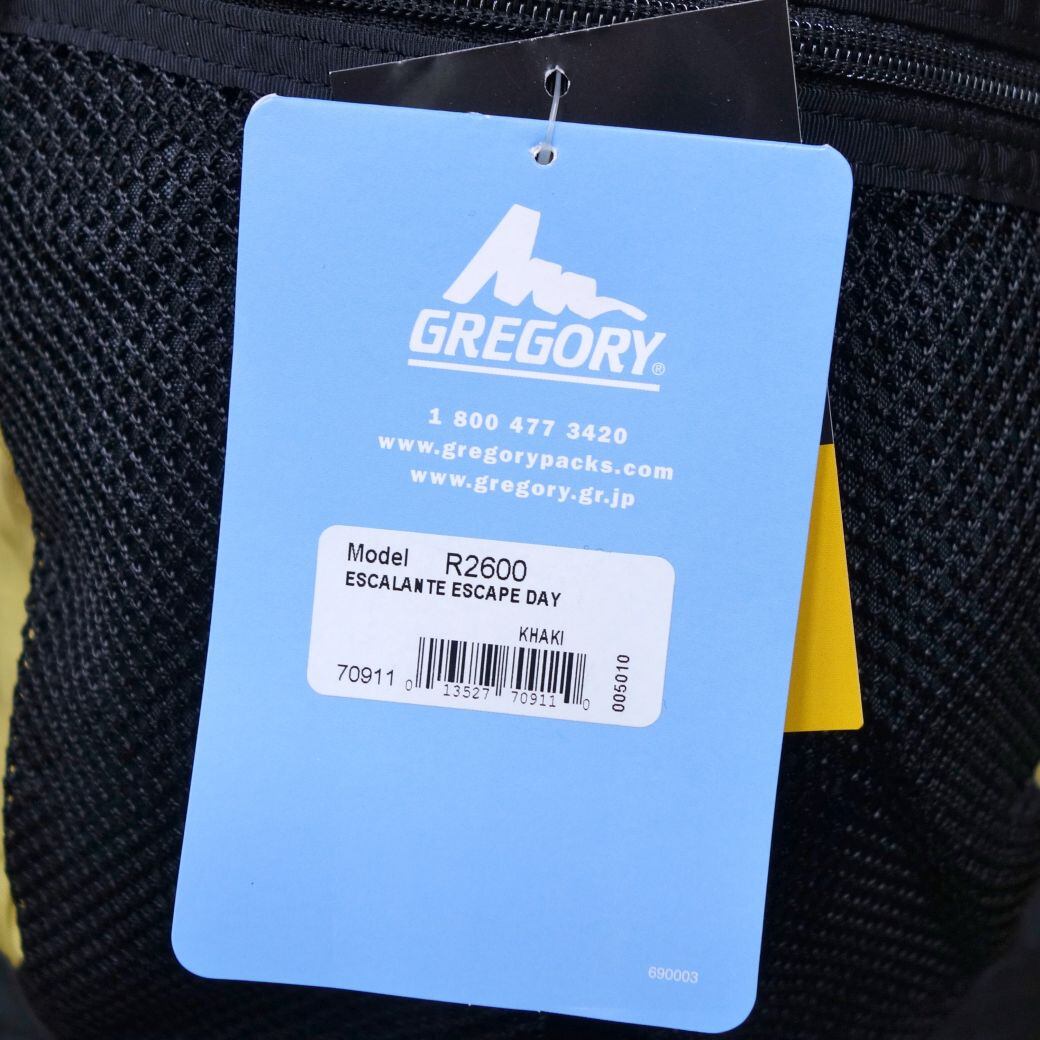 GREGORY®
1 800 477 3420
www.gregorypacks.com
www.gregory.gr.jp
Model R2600
ESCALANTE ESCAPE DAY
KHAKI
70911
0 13527 70911 0
005010
690003